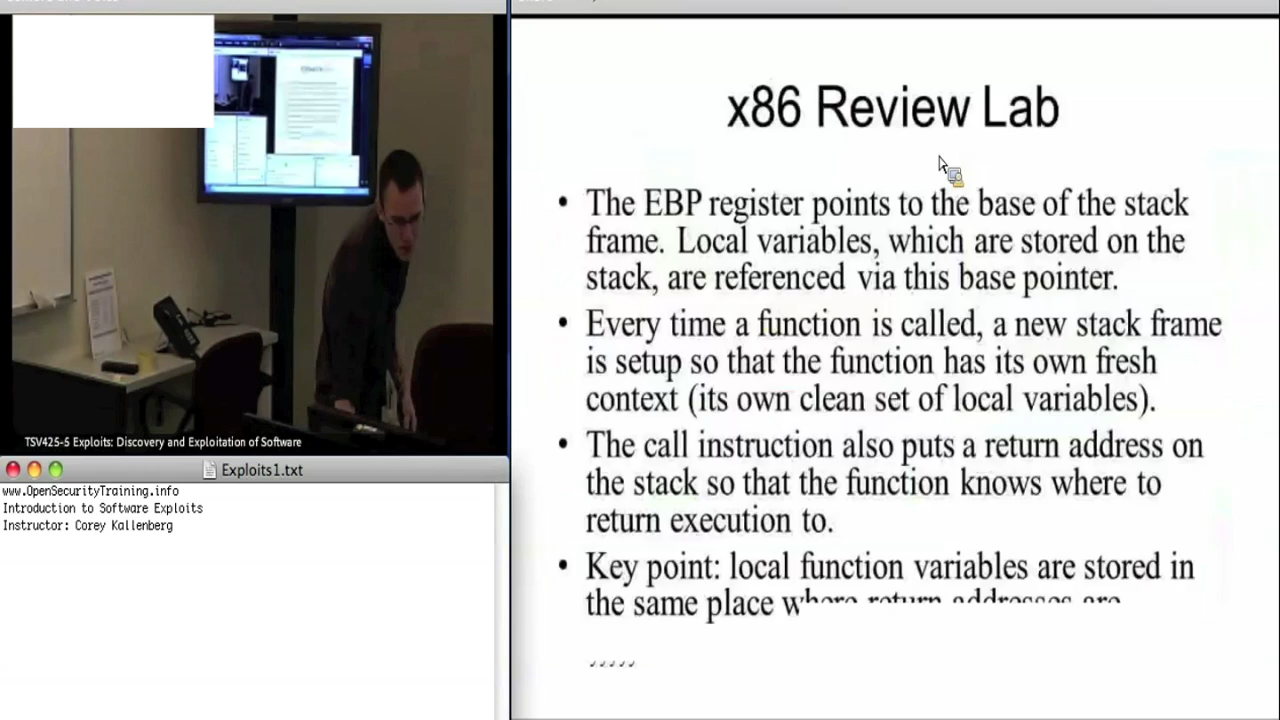 TSV425-5 Exploits: Discovery and Exploitation of Software
Exploits1.txt
www.OpenSecurityTraining.info
Introduction to Software Exploits
Instructor: Corey Kallenberg
x86 Review Lab
• The EBP register points to the base of the stack
frame. Local variables, which are stored on the
stack, are referenced via this base pointer.
• Every time a function is called, a new stack frame
is setup so that the function has its own fresh
context (its own clean set of local variables).
• The call instruction also puts a return address on
the stack so that the function knows where to
return execution to.
• Key point: local function variables are stored in
the same place where return addresses are